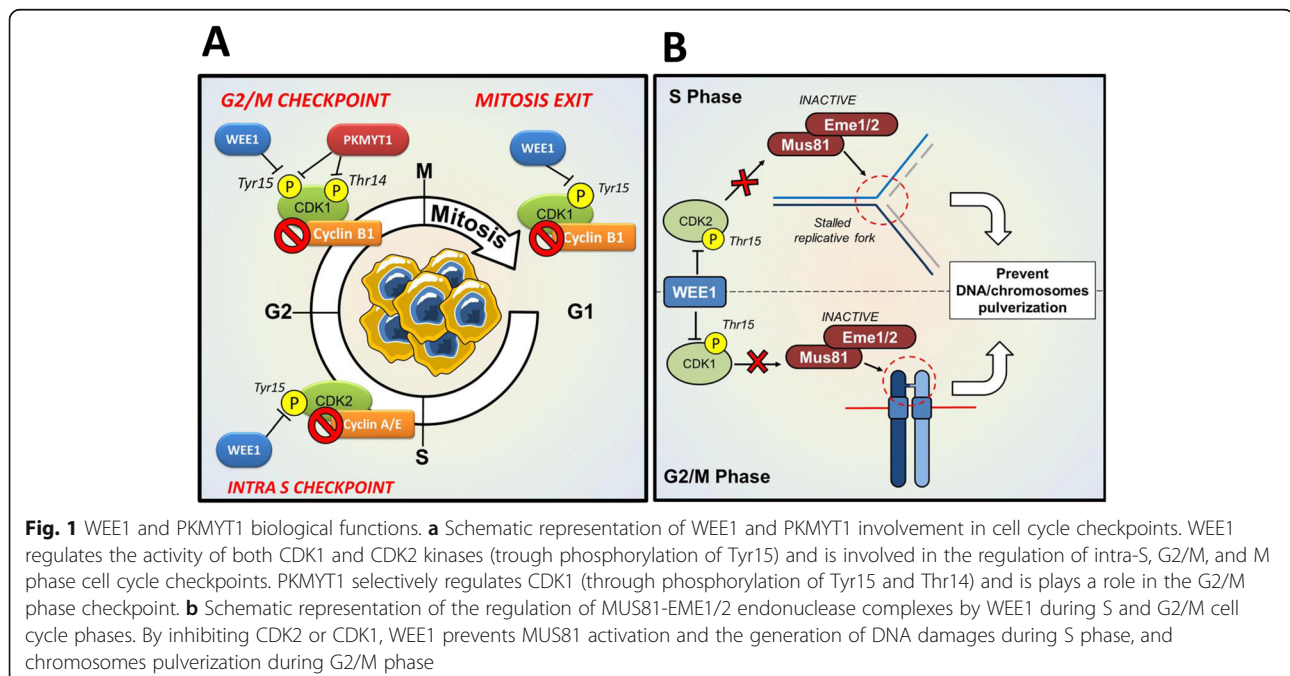 A
G2/M CHECKPOINT
MITOSIS EXIT
WEE1
PKMYT1
WEE1
Tyr15
P
P
Thr14
P
Tyr15
CDK1
Cyclin B1
M
Mitosis
CDK1
Cyclin B1
G2
G1
Tyr15
P
CDK2
Cyclin A/E
WEE1
S
INTRA S CHECKPOINT
B
S Phase
INACTIVE
Eme1/2
Mus81
CDK2
P
Thr15
Stalled
replicative fork
WEE1
Prevent
DNA/chromosomes
pulverization
Thr15
P
CDK1
INACTIVE
Eme1/2
Mus81
G2/M Phase
Fig. 1 WEE1 and PKMYT1 biological functions. a Schematic representation of WEE1 and PKMYT1 involvement in cell cycle checkpoints. WEE1
regulates the activity of both CDK1 and CDK2 kinases (trough phosphorylation of Tyr15) and is involved in the regulation of intra-S, G2/M, and M
phase cell cycle checkpoints. PKMYT1 selectively regulates CDK1 (through phosphorylation of Tyr15 and Thr14) and is plays a role in the G2/M
phase checkpoint. b Schematic representation of the regulation of MUS81-EME1/2 endonuclease complexes by WEE1 during S and G2/M cell
cycle phases. By inhibiting CDK2 or CDK1, WEE1 prevents MUS81 activation and the generation of DNA damages during S phase, and
chromosomes pulverization during G2/M phase